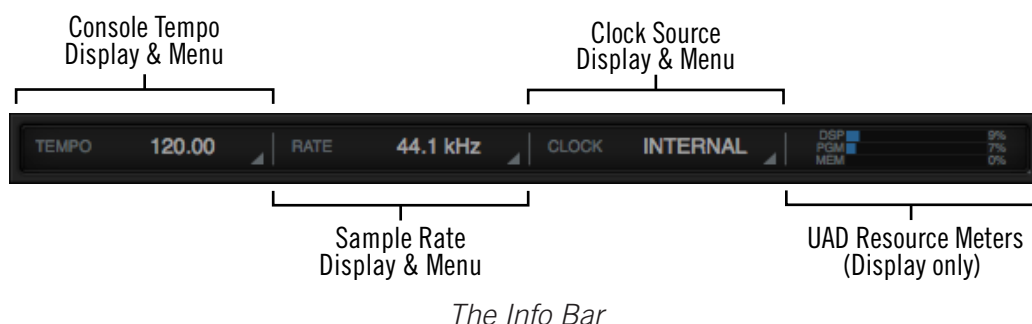 Console Tempo
Display & Menu
Clock Source
Display & Menu
TEMPO 120.00 RATE 44.1 kHz CLOCK INTERNAL
DSP 9%
PGM 7%
MEM 0%
Sample Rate
Display & Menu
UAD Resource Meters
(Display only)
The Info Bar